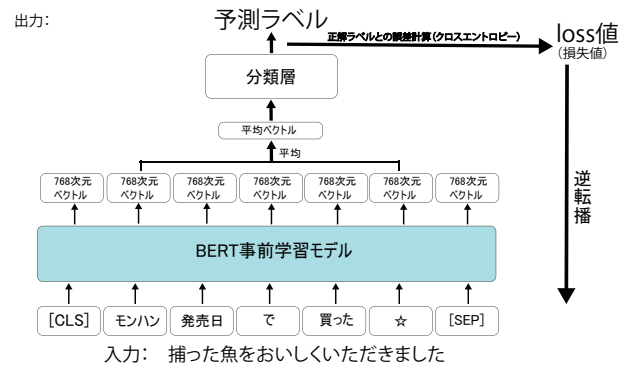 出力：
予測ラベル
正解ラベルとの誤差計算（クロスエントロピー）
loss値
（損失値）
分類層
平均ベクトル
平均
768次元
ベクトル
768次元
ベクトル
768次元
ベクトル
768次元
ベクトル
768次元
ベクトル
768次元
ベクトル
768次元
ベクトル
逆転播
BERT事前学習モデル
[CLS]
モンハン
発売日
で
買った
☆
[SEP]
入力：　捕った魚をおいしくいただきました